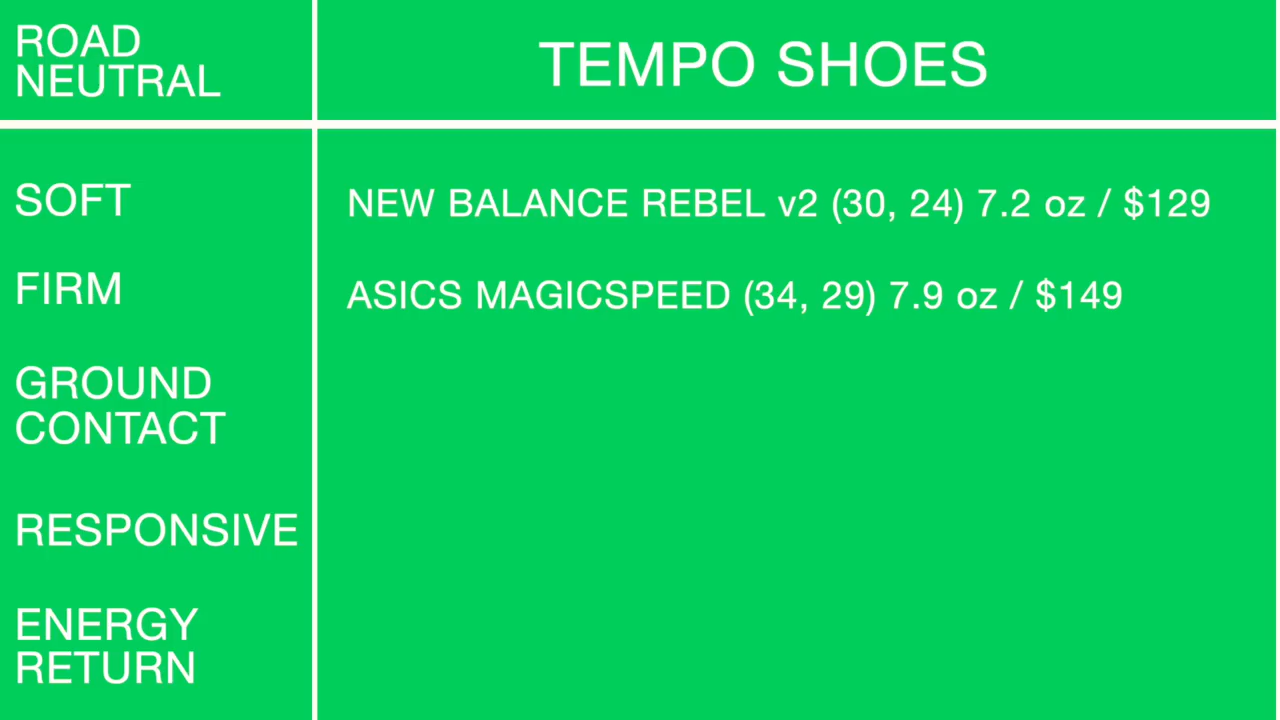 ROAD
NEUTRAL
TEMPO SHOES
SOFT
NEW BALANCE REBEL v2 (30, 24) 7.2 oz / $129
FIRM
ASICS MAGICSPEED (34, 29) 7.9 oz / $149
GROUND
CONTACT
RESPONSIVE
ENERGY
RETURN